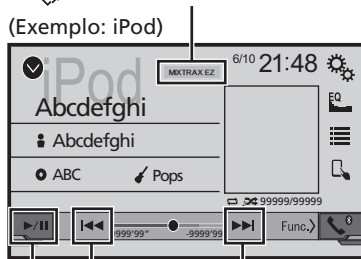 (Exemplo: iPod)
iPod
MIXTRAX EZ
6/10 21:48
Abcdefghi
EQ
Abcdefghi
ABC Pops
99999/99999
9999'99" -9999'99
Func.